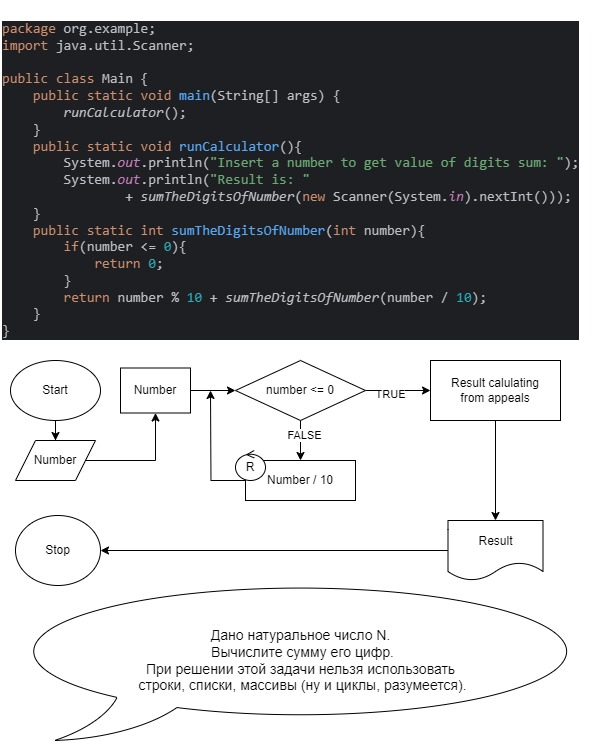 package org.example;
import java.util.Scanner;
public class Main {
public static void main(String[] args) {
runCalculator();
}
public static void runCalculator(){
System.out.println("Insert a number to get value of digits sum: ");
System.out.println("Result is: "
+ sumTheDigitsOfNumber(new Scanner(System.in).nextInt()));
}
public static int sumTheDigitsOfNumber(int number){
if(number <= 0){
return 0;
}
return number % 10 + sumTheDigitsOfNumber(number / 10);
}
}
Start
Number
number <= 0
TRUE
Result calulating
from appeals
FALSE
Number
R
Number / 10
Stop
Result
Дано натуральное число N.
Вычислите сумму его цифр.
При решении этой задачи нельзя использовать
строки, списки, массивы (ну и циклы, разумеется).